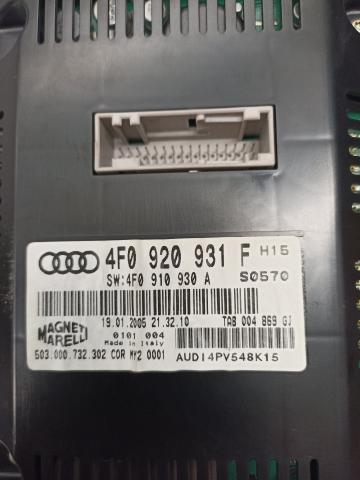 4F0 920 931 F H15
SW:4F0 910 930 A S0570
MAGNETI MARELLI
19.01.2005 21.32.10 TAB 004 869 GJ
0101 004
Made in Italy
503.000.732.302 COR MY2 0001 AUDI4PV548K15